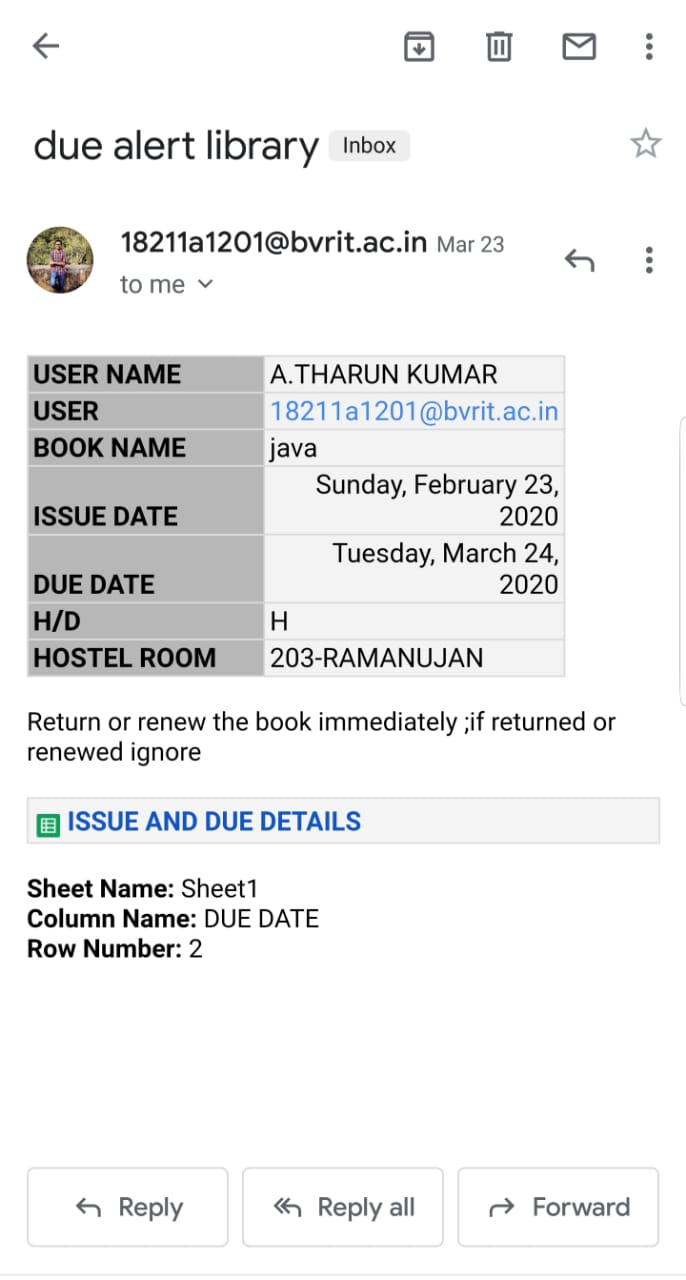 due alert library Inbox
18211a1201@bvrit.ac.in Mar 23
to me
USER NAME A.THARUN KUMAR
USER 18211a1201@bvrit.ac.in
BOOK NAME java
ISSUE DATE Sunday, February 23,
2020
DUE DATE Tuesday, March 24,
2020
H/D H
HOSTEL ROOM 203-RAMANUJAN
Return or renew the book immediately ;if returned or
renewed ignore
ISSUE AND DUE DETAILS
Sheet Name: Sheet1
Column Name: DUE DATE
Row Number: 2
Reply Reply all Forward